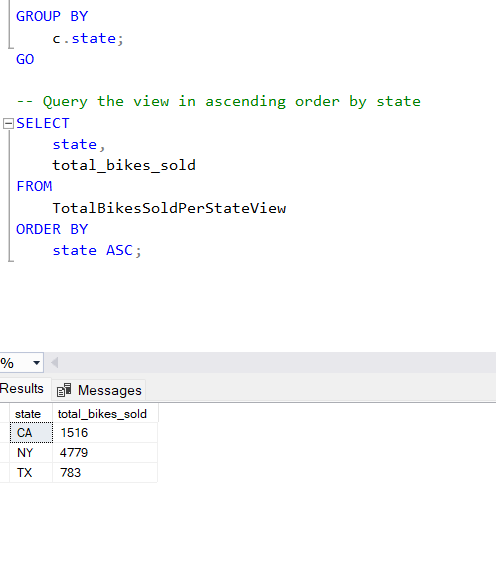 GROUP BY
c.state;
GO
-- Query the view in ascending order by state
SELECT
state,
total_bikes_sold
FROM
TotalBikesSoldPerStateView
ORDER BY
state ASC;
%
Results Messages
state total_bikes_sold
CA 1516
NY 4779
TX 783